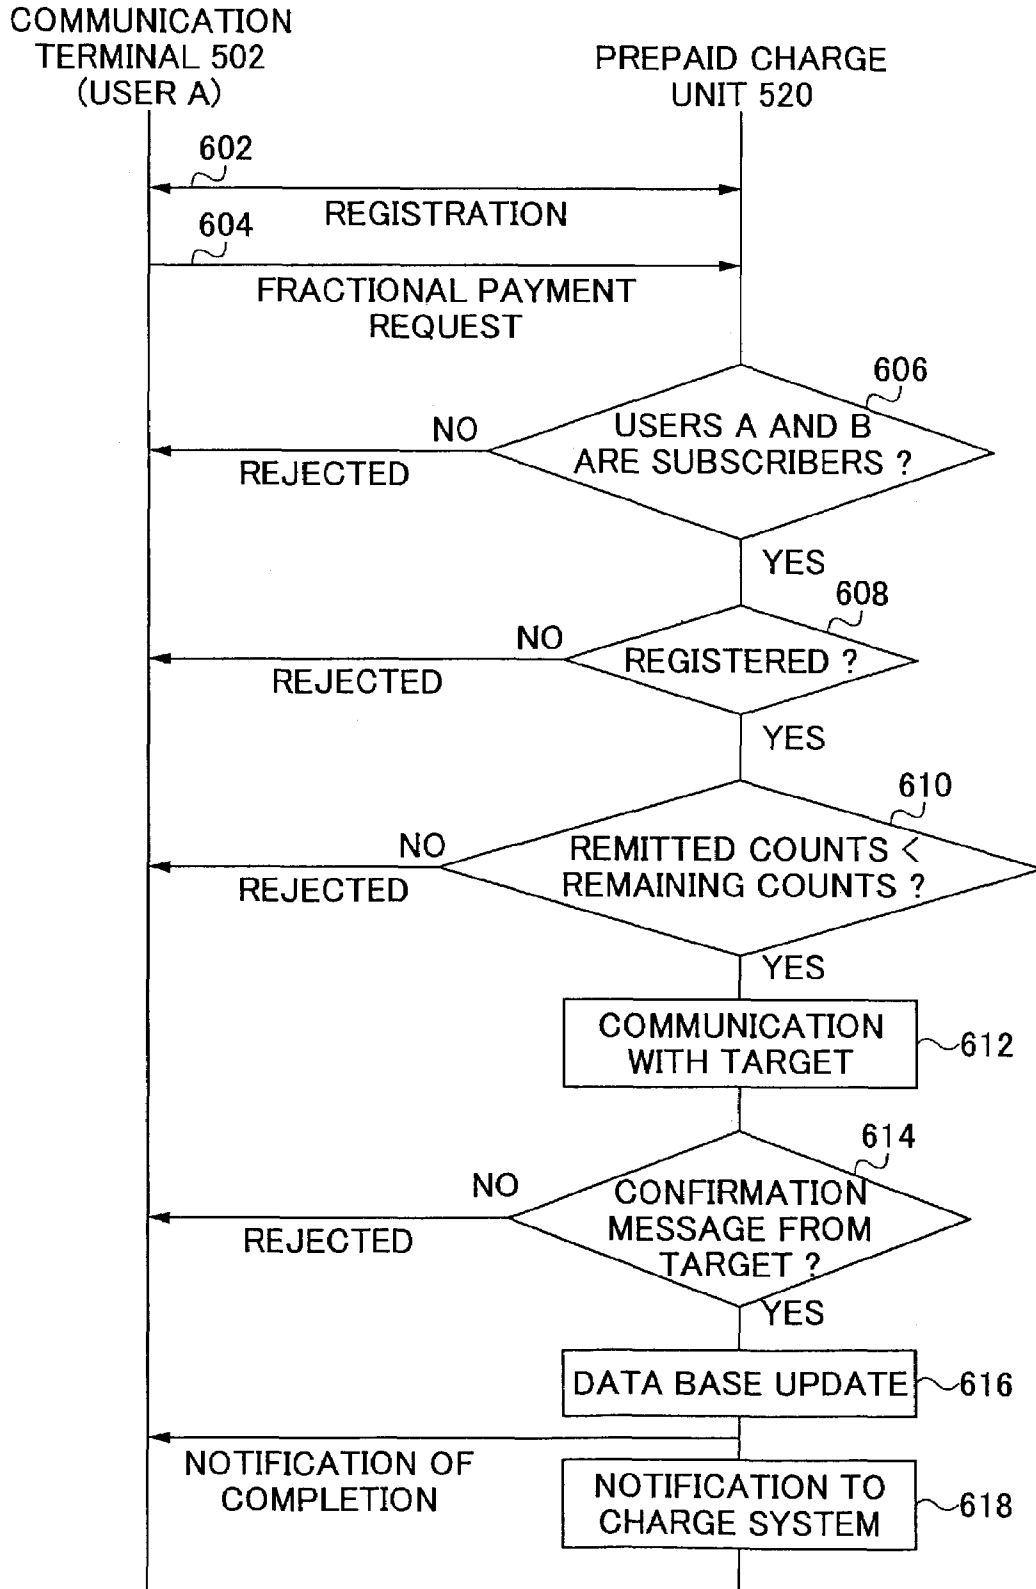 COMMUNICATION
TERMINAL 502
(USER A)
PREPAID CHARGE
UNIT 520
602
REGISTRATION
604
FRACTIONAL PAYMENT
REQUEST
606
USERS A AND B
ARE SUBSCRIBERS ?
NO
REJECTED
YES
608
REGISTERED ?
NO
REJECTED
YES
610
REMITTED COUNTS <
REMAINING COUNTS ?
NO
REJECTED
YES
COMMUNICATION
WITH TARGET
612
614
CONFIRMATION
MESSAGE FROM
TARGET ?
NO
REJECTED
YES
DATA BASE UPDATE
616
NOTIFICATION OF
COMPLETION
NOTIFICATION TO
CHARGE SYSTEM
618